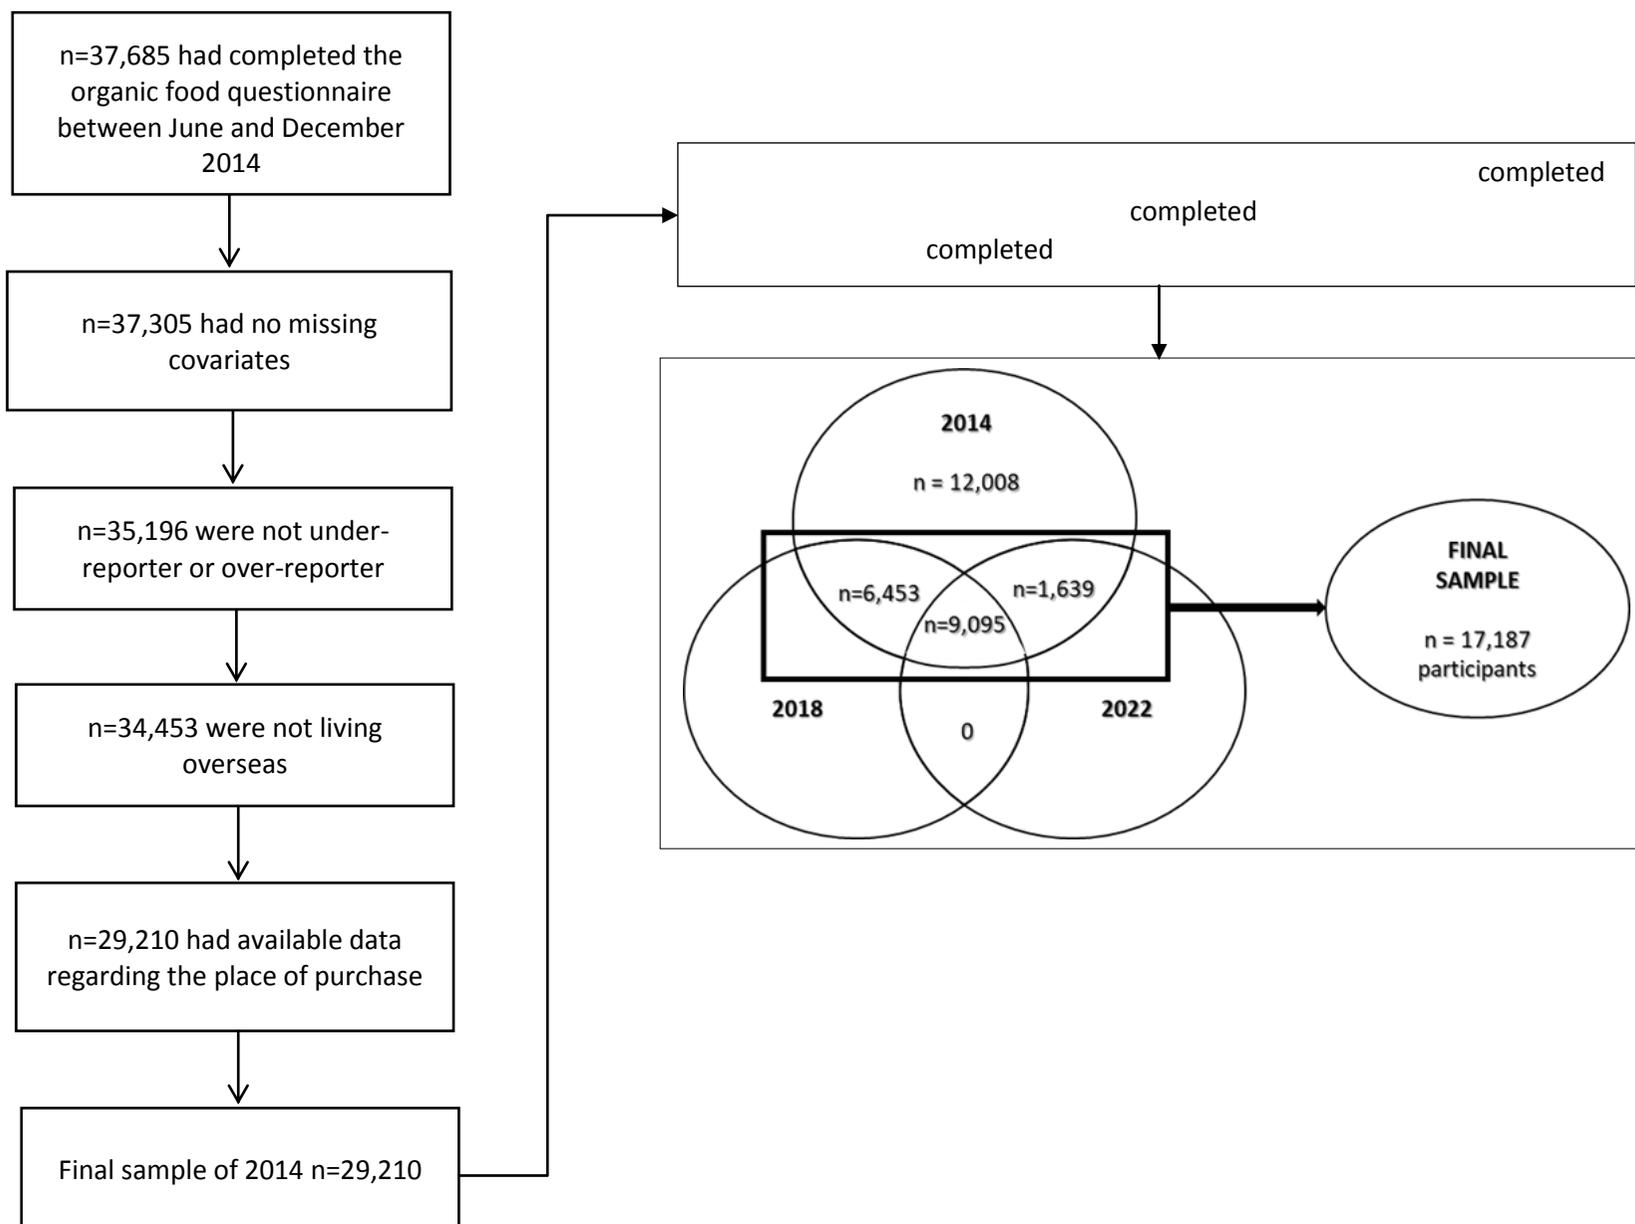 n=37,685 had completed the
organic food questionnaire
between June and December
2014
n=37,305 had no missing
covariates
n=35,196 were not under-
reporter or over-reporter
n=34,453 were not living
overseas
n=29,210 had available data
regarding the place of purchase
Final sample of 2014 n=29,210
completed
completed
completed
2014
n = 12,008
n=6,453
n=1,639
n=9,095
2018
2022
0
FINAL
SAMPLE
n = 17,187
participants